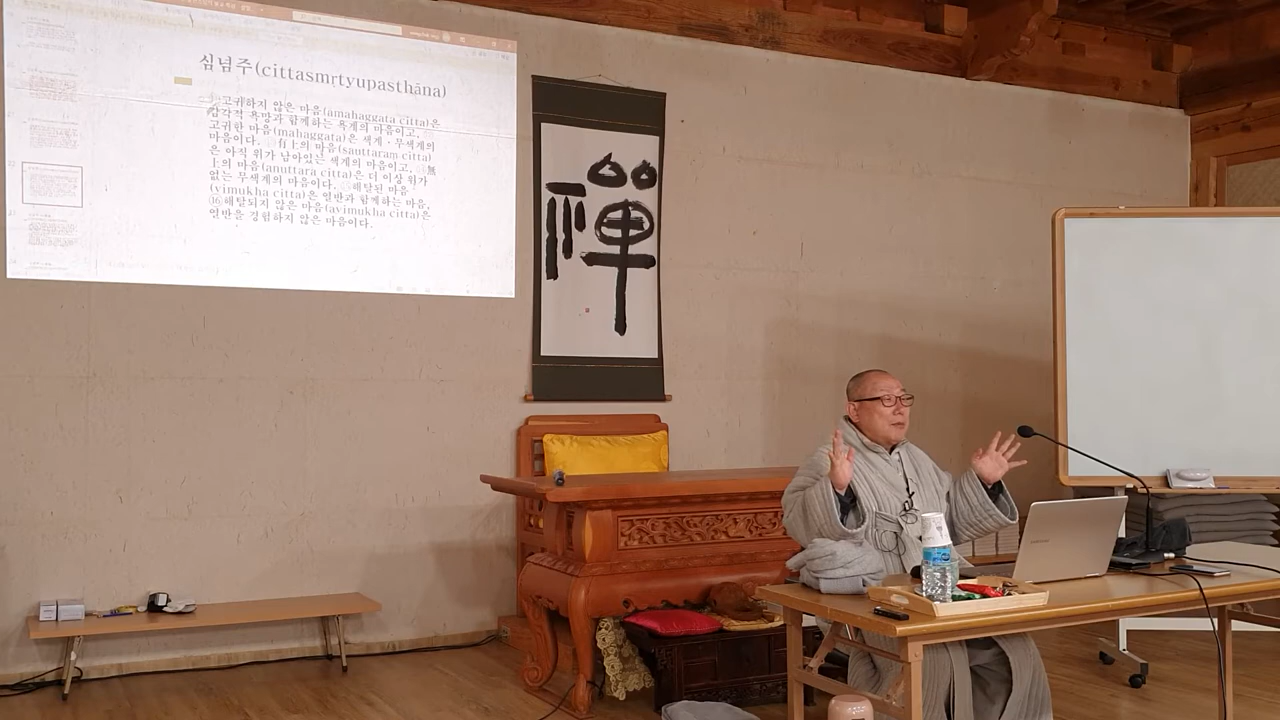 심념주(cittasmṛtyupasthāna)
고귀하지 않은 마음(amahaggata citta)은
감각적 욕망과 함께하는 욕계의 마음이고,
고귀한 마음(mahaggata)은 색계·무색계의
마음이다. 有上의 마음(sauttaraṃ citta)
은 아직 위가 남아있는 색계의 마음이고, 無
上의 마음(anuttara citta)은 더 이상 위가
없는 무색계의 마음이다. 해탈된 마음
(vimukha citta)은 열반과 함께하는 마음,
⑯해탈되지 않은 마음(avimukha citta)은
열반을 경험하지 않은 마음이다.
禪